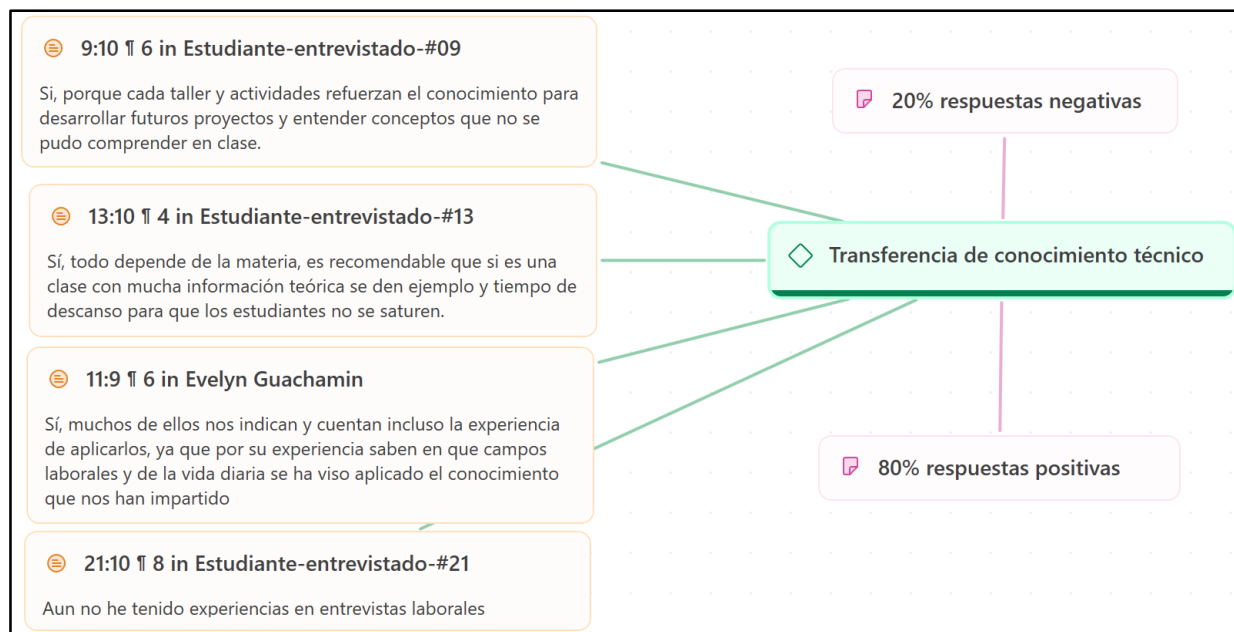 9:10 ¶ 6 in Estudiante-entrevistado-#09
Si, porque cada taller y actividades refuerzan el conocimiento para
desarrollar futuros proyectos y entender conceptos que no se
pudo comprender en clase.
13:10 ¶ 4 in Estudiante-entrevistado-#13
Sí, todo depende de la materia, es recomendable que si es una
clase con mucha información teórica se den ejemplo y tiempo de
descanso para que los estudiantes no se saturen.
11:9 ¶ 6 in Evelyn Guachamin
Sí, muchos de ellos nos indican y cuentan incluso la experiencia
de aplicarlos, ya que por su experiencia saben en que campos
laborales y de la vida diaria se ha viso aplicado el conocimiento
que nos han impartido
21:10 ¶ 8 in Estudiante-entrevistado-#21
Aun no he tenido experiencias en entrevistas laborales
20% respuestas negativas
Transferencia de conocimiento técnico
80% respuestas positivas